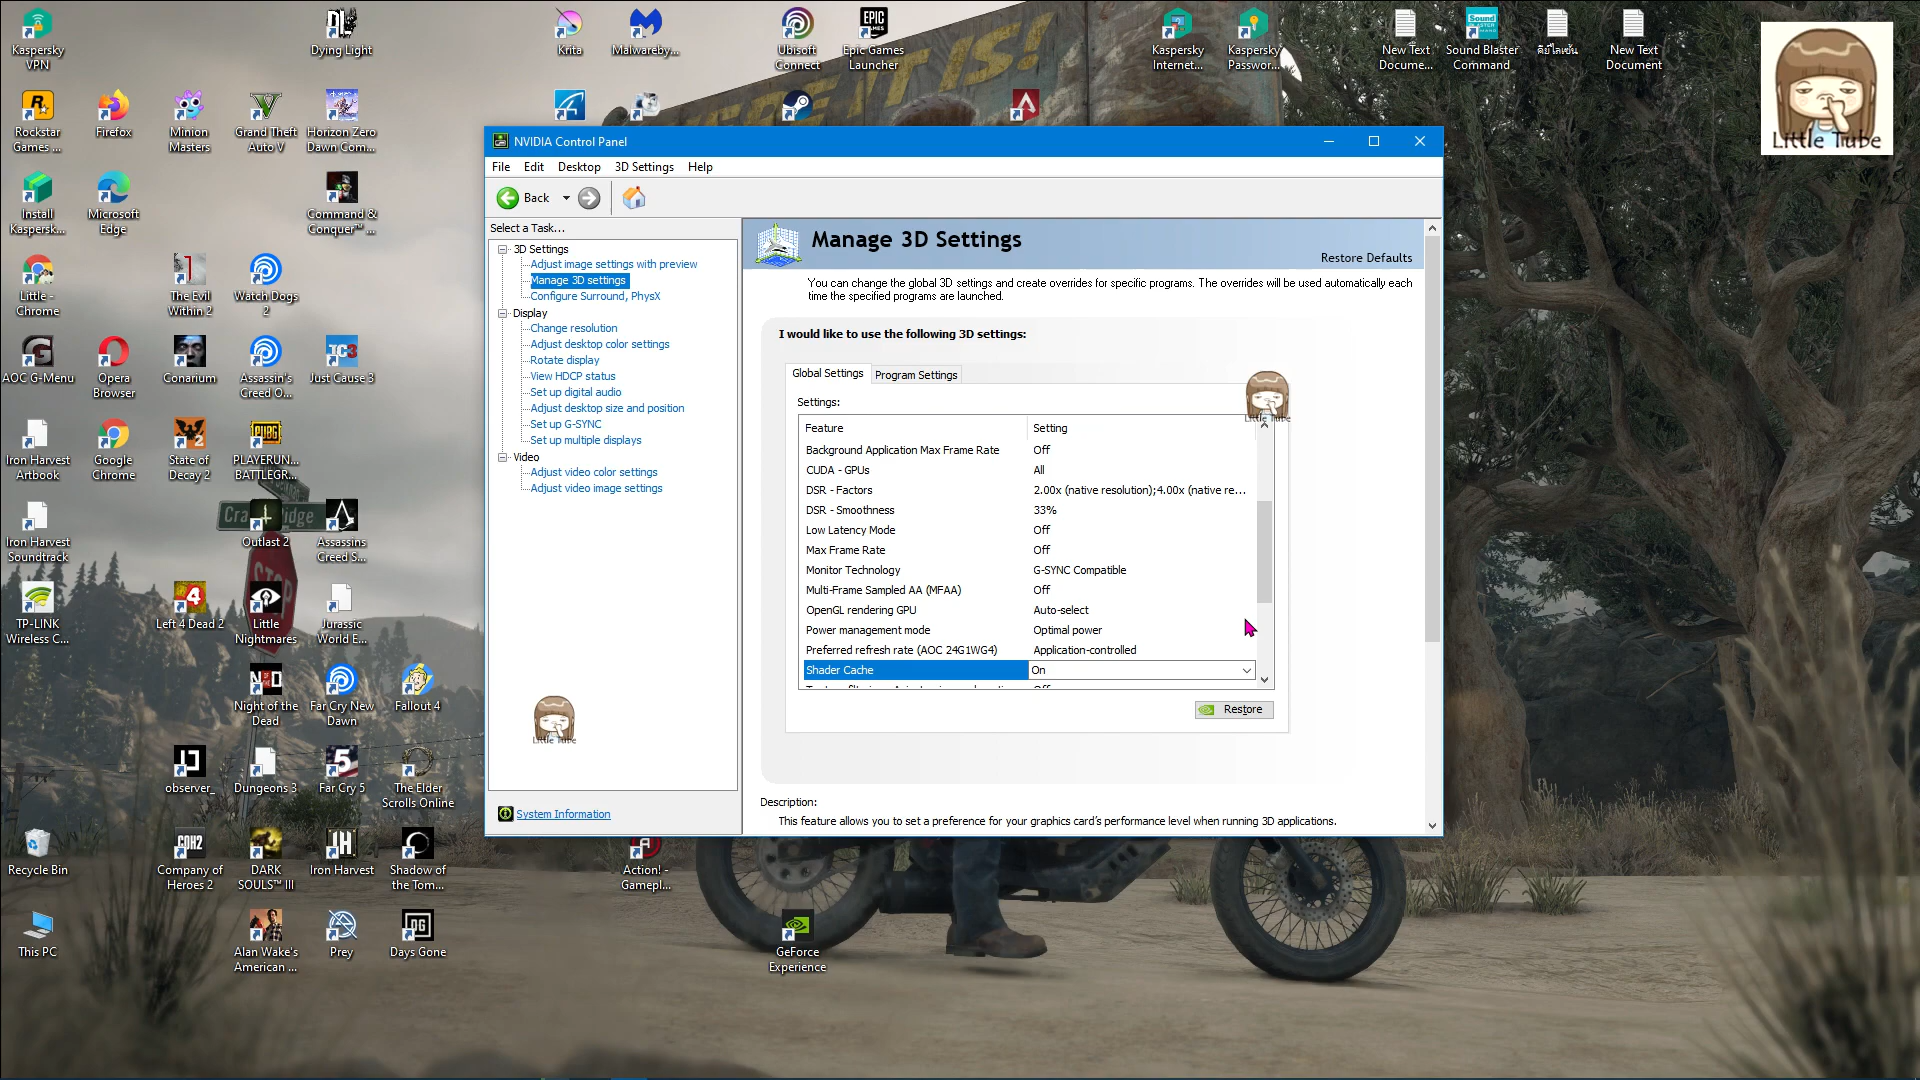 Kaspersky
VPN
Dying Light
Krita
Malwareby...
Ubisoft
Connect
Epic Games
Launcher
Kaspersky
Internet...
Kaspersky
Passwor...
New Text
Docume...
Sound Blaster
Command
คีย์ไลเซ้น
New Text
Document
Little Tube
Rockstar
Games ...
Firefox
Minion
Masters
Grand Theft
Auto V
Horizon Zero
Dawn Com...
Install
Kaspersk...
Microsoft
Edge
Command &
Conquer™ ...
Little -
Chrome
The Evil
Within 2
Watch Dogs
2
AOC G-Menu
Opera
Browser
Conarium
Assassin's
Creed O...
Just Cause 3
Iron Harvest
Artbook
Google
Chrome
State of
Decay 2
PLAYERUN...
BATTLEGR...
Iron Harvest
Soundtrack
Outlast 2
Assassins
Creed S...
TP-LINK
Wireless C...
Left 4 Dead 2
Little
Nightmares
Jurassic
World E...
Night of the
Dead
Far Cry New
Dawn
Fallout 4
observer_
Dungeons 3
Far Cry 5
The Elder
Scrolls Online
Recycle Bin
Company of
Heroes 2
DARK
SOULS™ III
Iron Harvest
Shadow of
the Tom...
Action! -
Gamepl...
This PC
Alan Wake's
American ...
Prey
Days Gone
GeForce
Experience
NVIDIA Control Panel
File Edit Desktop 3D Settings Help
Back
Select a Task...
3D Settings
Adjust image settings with preview
Manage 3D settings
Configure Surround, PhysX
Display
Change resolution
Adjust desktop color settings
Rotate display
View HDCP status
Set up digital audio
Adjust desktop size and position
Set up G-SYNC
Set up multiple displays
Video
Adjust video color settings
Adjust video image settings
Little Tube
System Information
Manage 3D Settings
Restore Defaults
You can change the global 3D settings and create overrides for specific programs. The overrides will be used automatically each
time the specified programs are launched.
I would like to use the following 3D settings:
Global Settings Program Settings
Little Tube
Settings:
Feature Setting
Background Application Max Frame Rate Off
CUDA - GPUs All
DSR - Factors 2.00x (native resolution);4.00x (native re...
DSR - Smoothness 33%
Low Latency Mode Off
Max Frame Rate Off
Monitor Technology G-SYNC Compatible
Multi-Frame Sampled AA (MFAA) Off
OpenGL rendering GPU Auto-select
Power management mode Optimal power
Preferred refresh rate (AOC 24G1WG4) Application-controlled
Shader Cache On
Restore
Description:
This feature allows you to set a preference for your graphics card's performance level when running 3D applications.